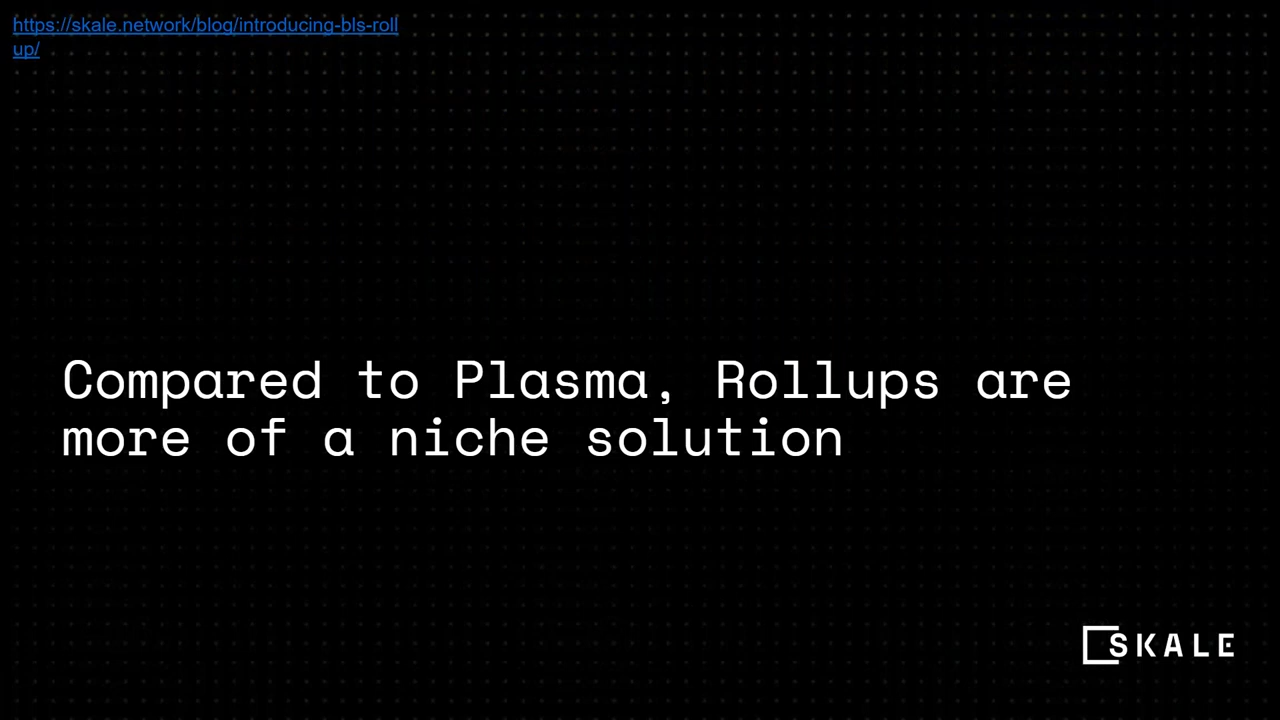 https://skale.network/blog/introducing-bls-roll
up/
Compared to Plasma, Rollups are
more of a niche solution
SKALE